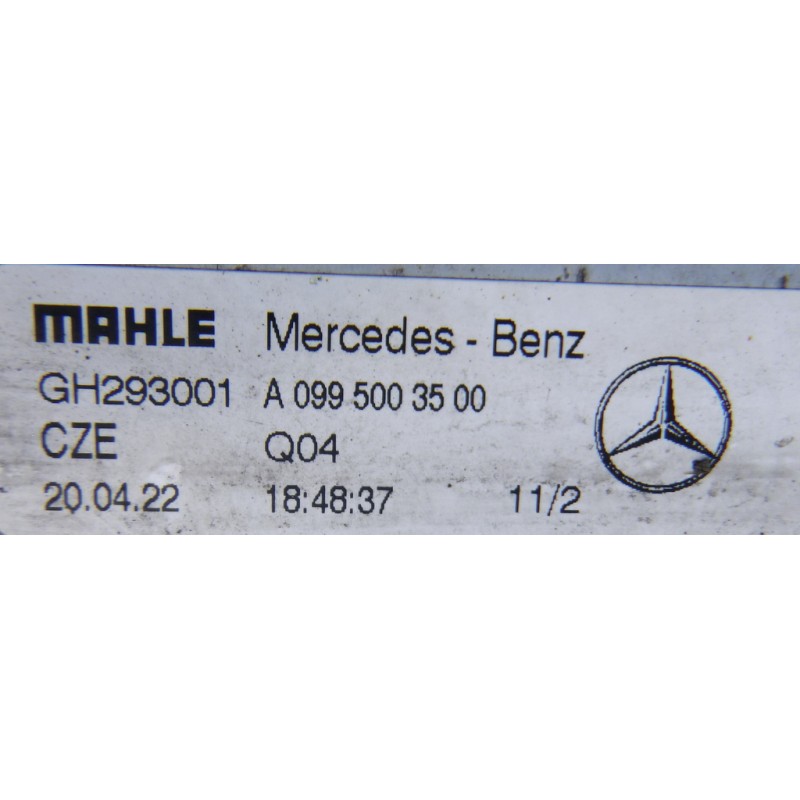 MAHLE Mercedes - Benz
GH293001 A 099 500 35 00
CZE Q04
20.04.22 18:48:37 11/2